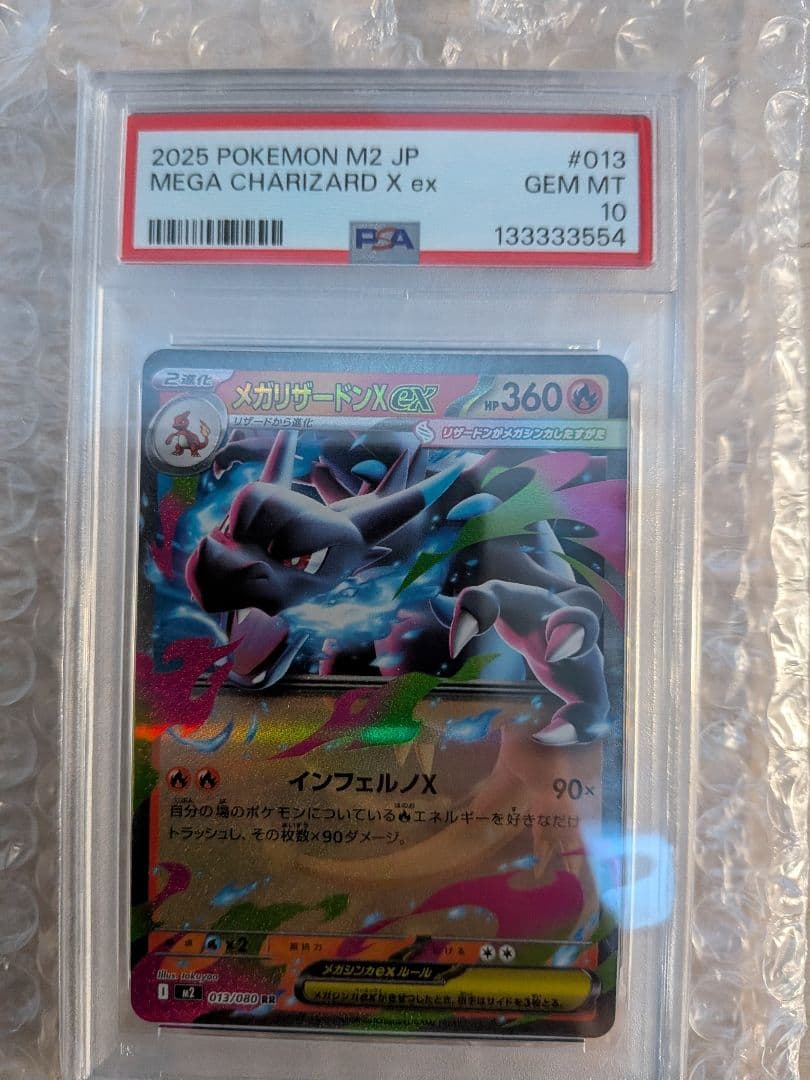 2025 POKEMON M2 JP #013
MEGA CHARIZARD X ex GEM MT
10
PSA 133333554
2進化 メガリザードンXex HP360
リザードから進化 リザードンがメガシンカしたすがた
インフェルノX 90×
自分の場のポケモンについている エネルギーを好きなだけ
トラッシュし、その枚数×90ダメージ。
×2 抵抗力 にげる
メガシンカexルール
メガシンカexがきぜつしたとき、相手はサイドを3枚とる。
Illus. tokuyoo
I M2 013/080 RR